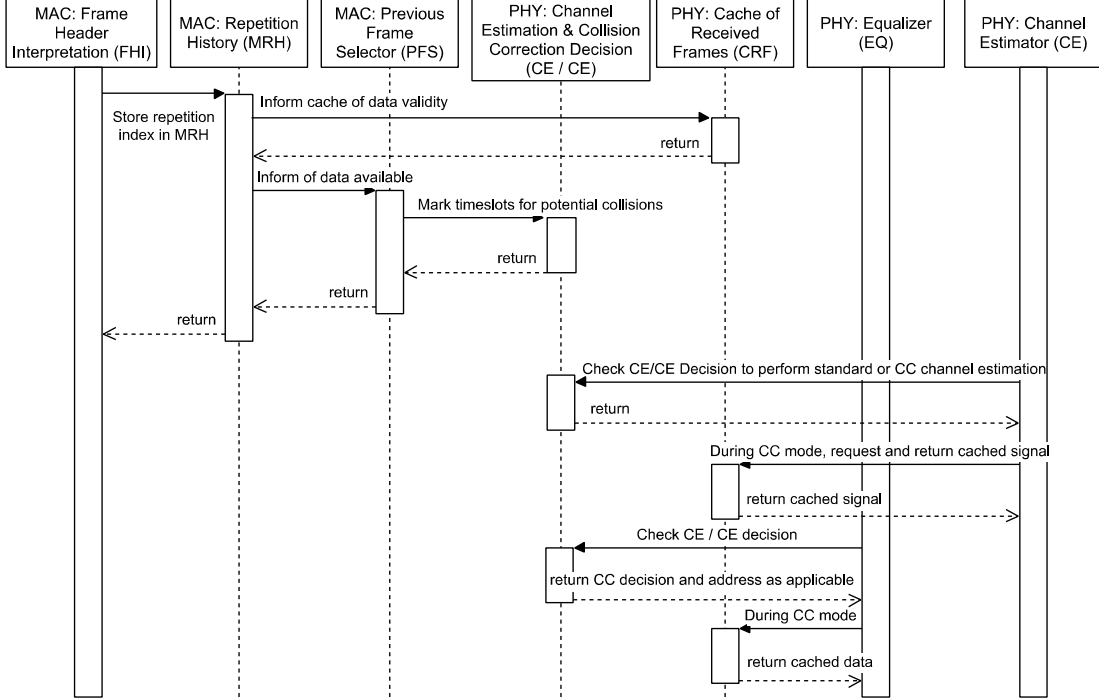 MAC: Frame
Header
Interpretation (FHI)
MAC: Repetition
History (MRH)
MAC: Previous
Frame
Selector (PFS)
PHY: Channel
Estimation & Collision
Correction Decision
(CE / CE)
PHY: Cache of
Received
Frames (CRF)
PHY: Equalizer
(EQ)
PHY: Channel
Estimator (CE)
Store repetition
index in MRH
Inform cache of data validity
return
Inform of data available
Mark timeslots for potential collisions
return
return
return
Check CE/CE Decision to perform standard or CC channel estimation
return
During CC mode, request and return cached signal
return cached signal
Check CE / CE decision
return CC decision and address as applicable
During CC mode
return cached data